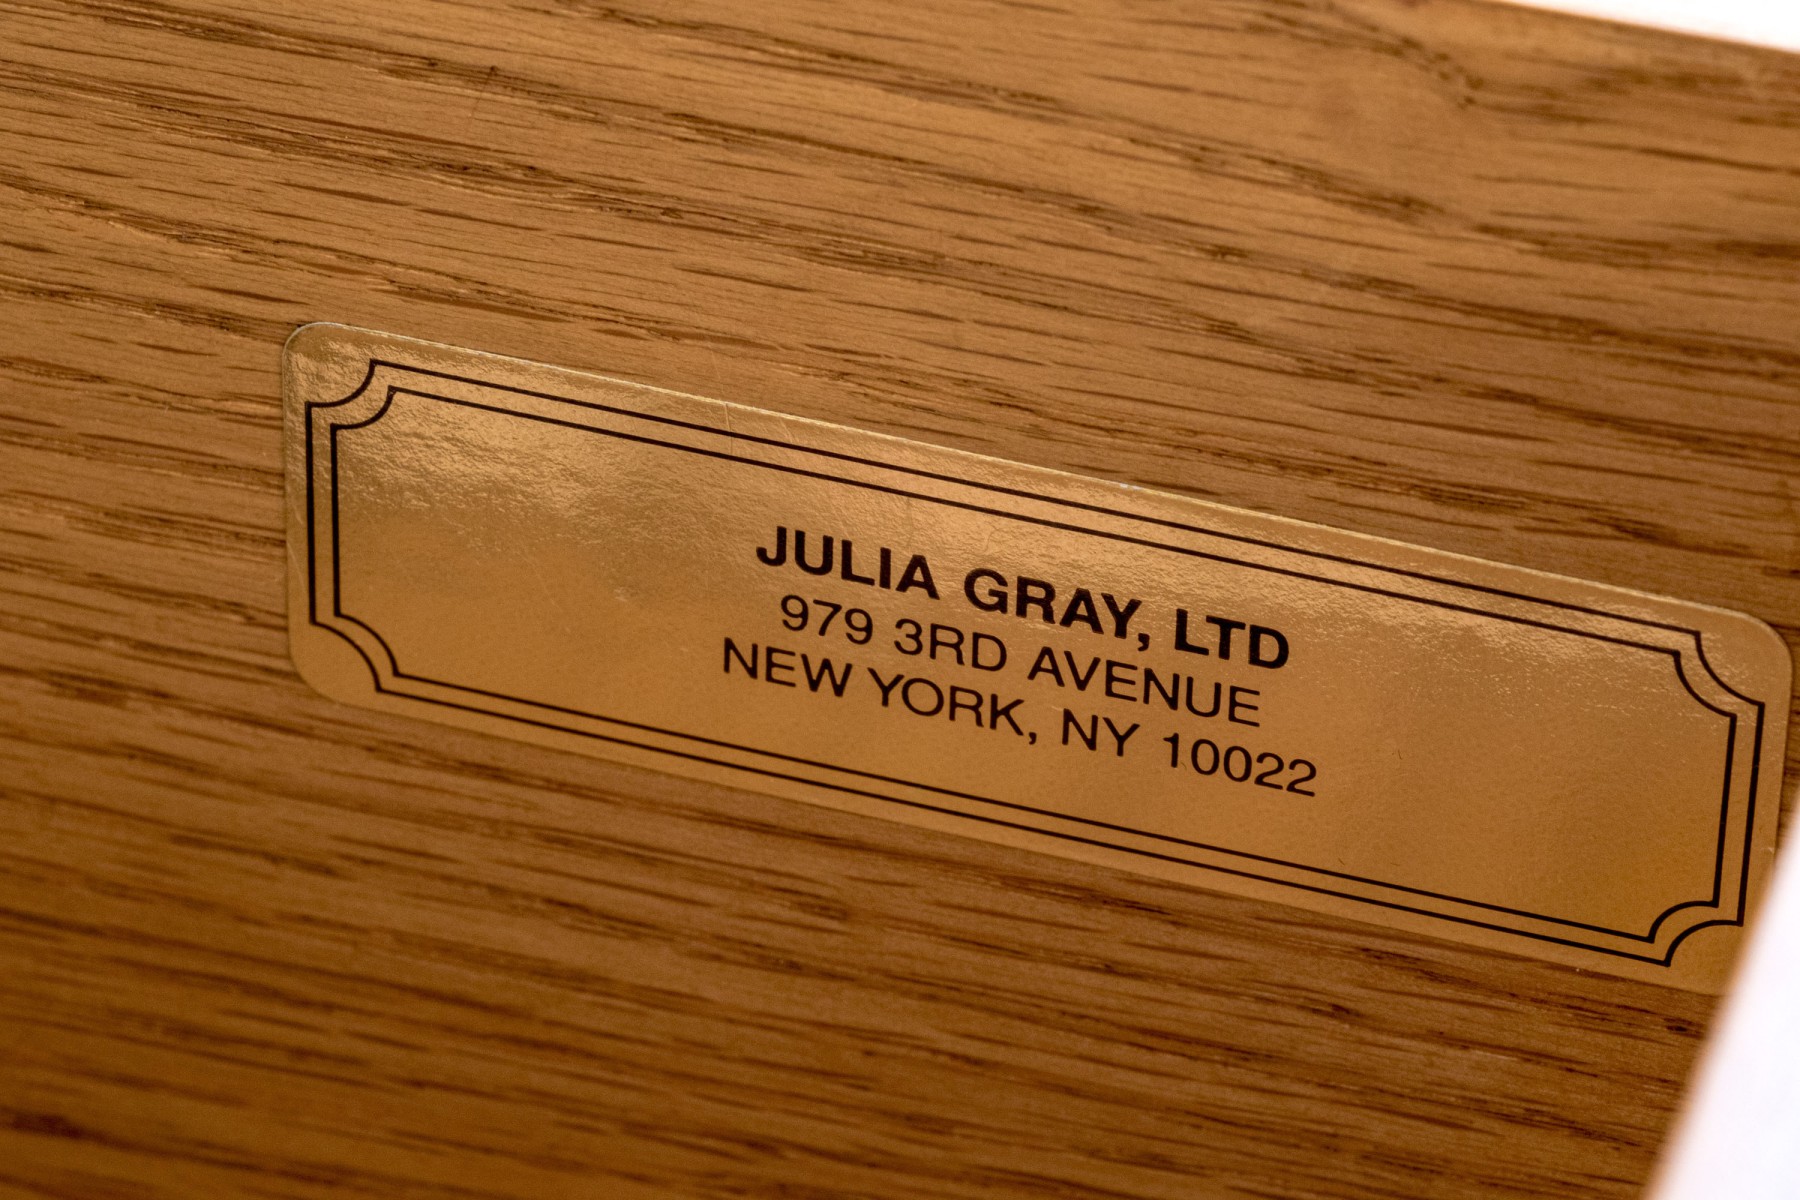 JULIA GRAY, LTD
979 3RD AVENUE
NEW YORK, NY 10022